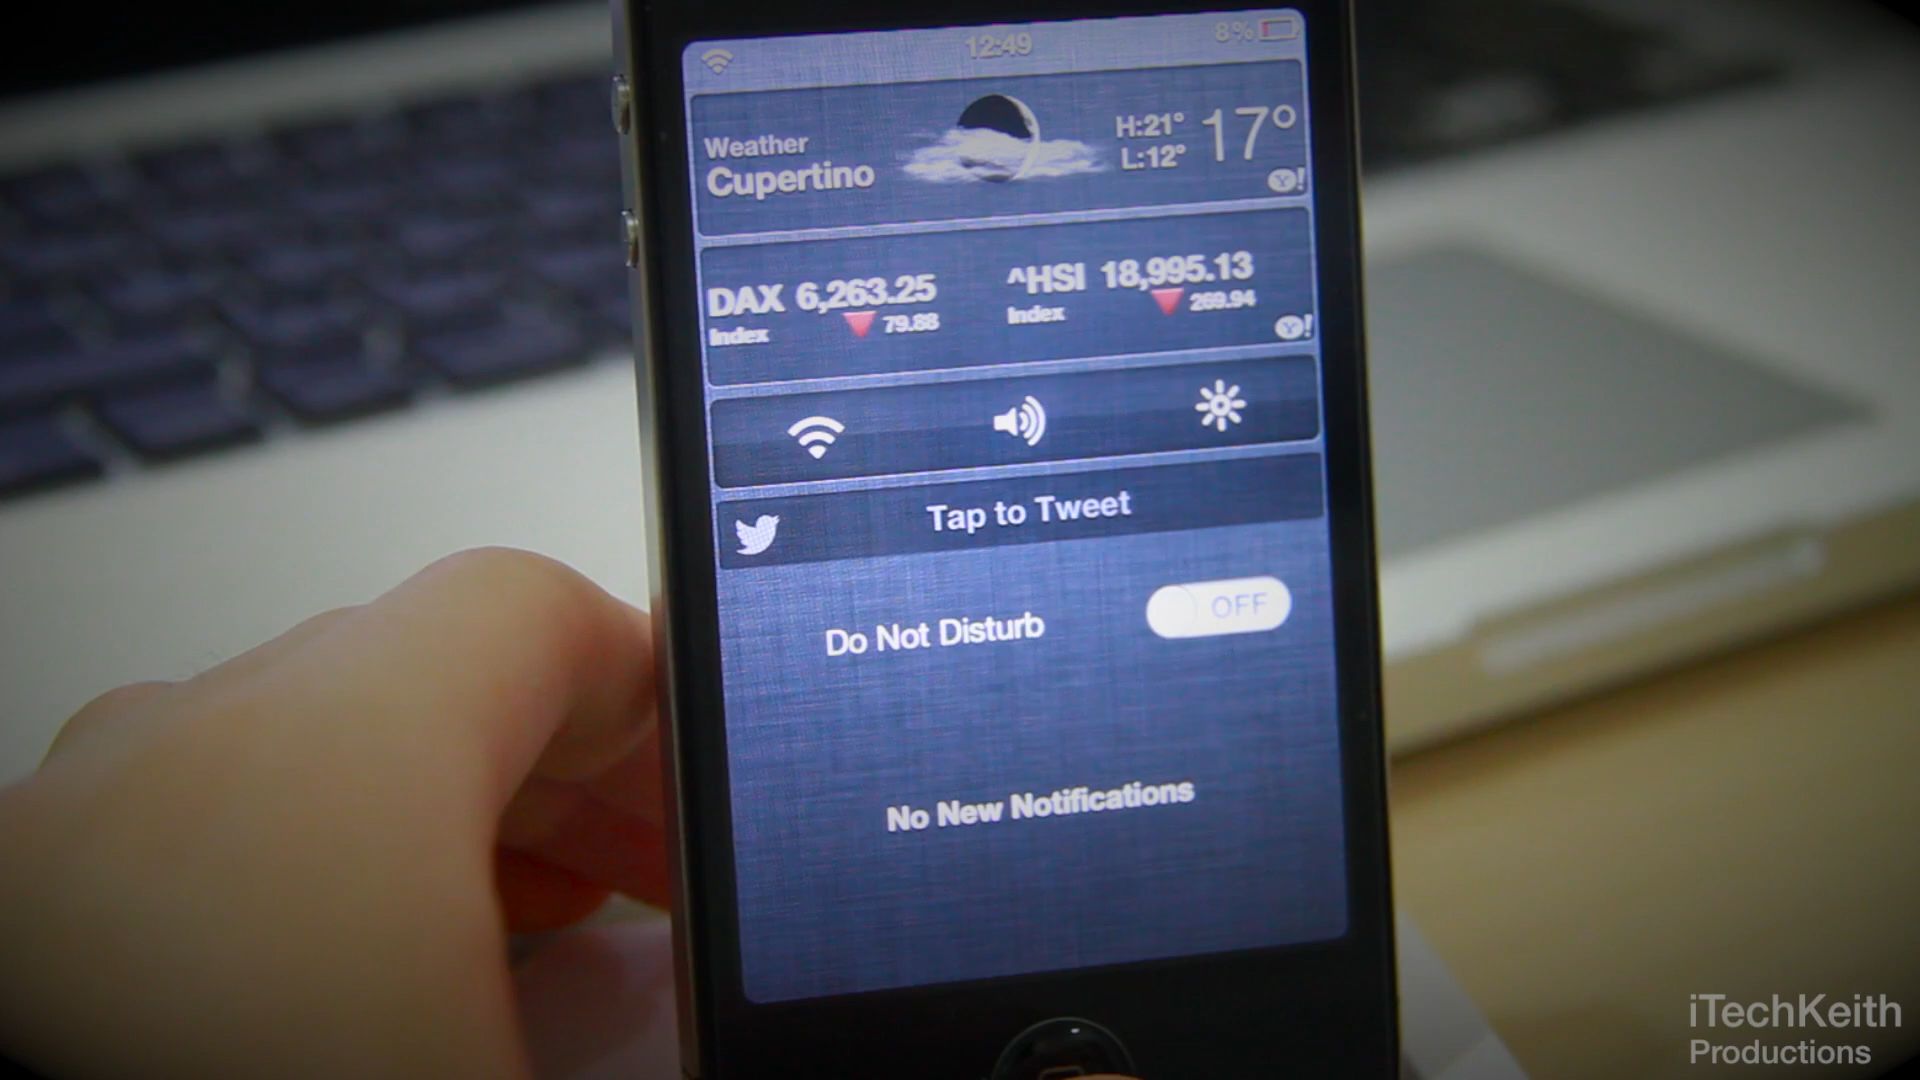 12:49
8%
Weather
Cupertino
H:21°
L:12°
17°
Y!
DAX 6,263.25
Index
79.88
^HSI 18,995.13
Index
269.94
Y!
Tap to Tweet
Do Not Disturb
OFF
No New Notifications
iTechKeith
Productions